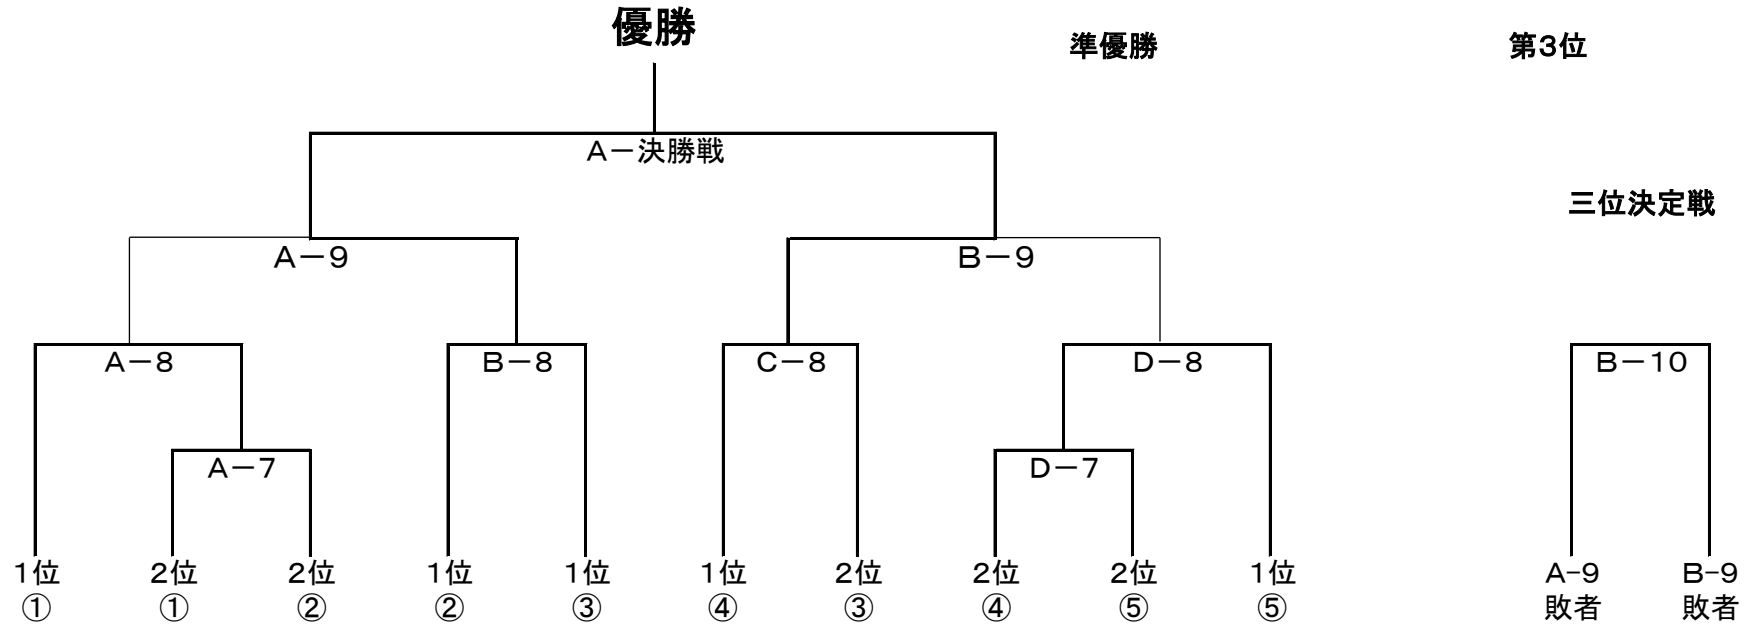 優勝
準優勝
第3位
A－決勝戦
三位決定戦
A－9
B－9
A－8
B－8
C－8
D－8
B－10
A－7
D－7
1位 2位 2位 1位 1位 1位 2位 2位 2位 1位 A-9 B-9
① ① ② ② ③ ④ ③ ④ ⑤ ⑤ 敗者 敗者